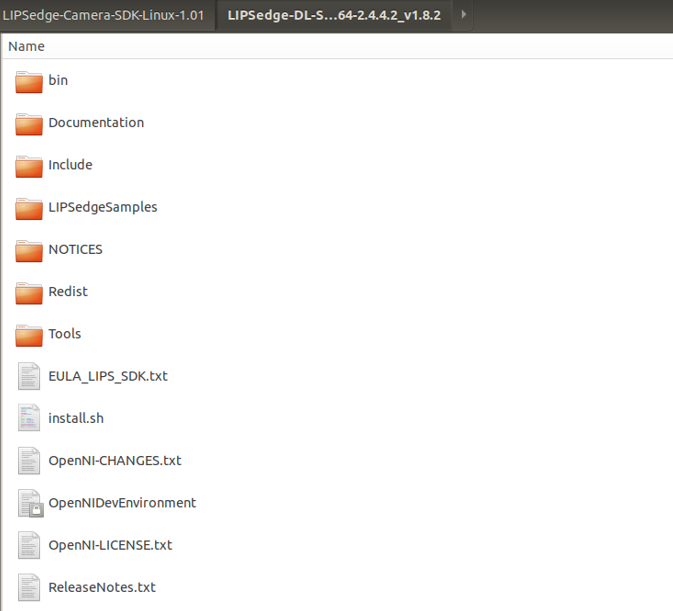 LIPSedge-Camera-SDK-Linux-1.01 LIPSedge-DL-S...64-2.4.4.2_v1.8.2
Name
bin
Documentation
Include
LIPSedgeSamples
NOTICES
Redist
Tools
EULA_LIPS_SDK.txt
install.sh
OpenNI-CHANGES.txt
OpenNIDevEnvironment
OpenNI-LICENSE.txt
ReleaseNotes.txt